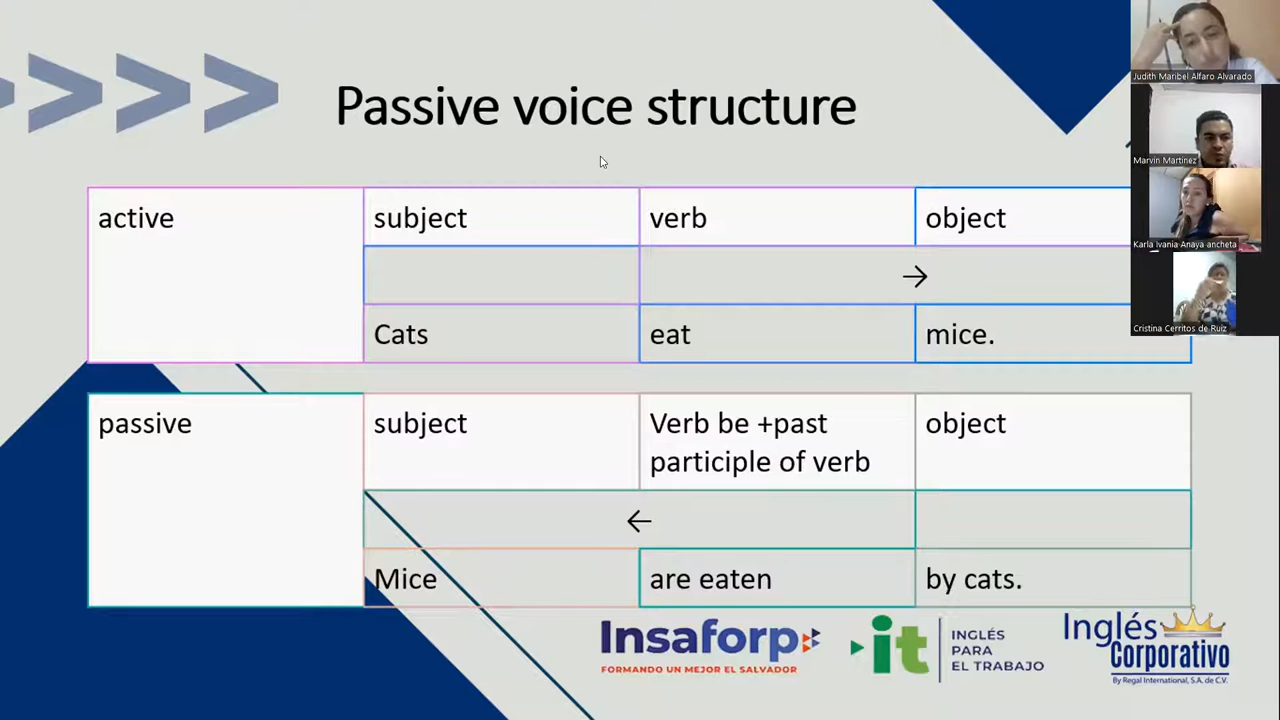 Passive voice structure
active
subject
verb
object
→
Cats
eat
mice.
passive
subject
Verb be +past
participle of verb
object
←
Mice
are eaten
by cats.
Insaforp
FORMANDO UN MEJOR EL SALVADOR
it
INGLÉS
PARA
EL TRABAJO
Inglés
Corporativo
By Regal International, S.A. de C.V.
Judith Maribel Alfaro Alvarado
Marvin Martinez
Karla Ivania Anaya ancheta
Cristina Cerritos de Ruiz